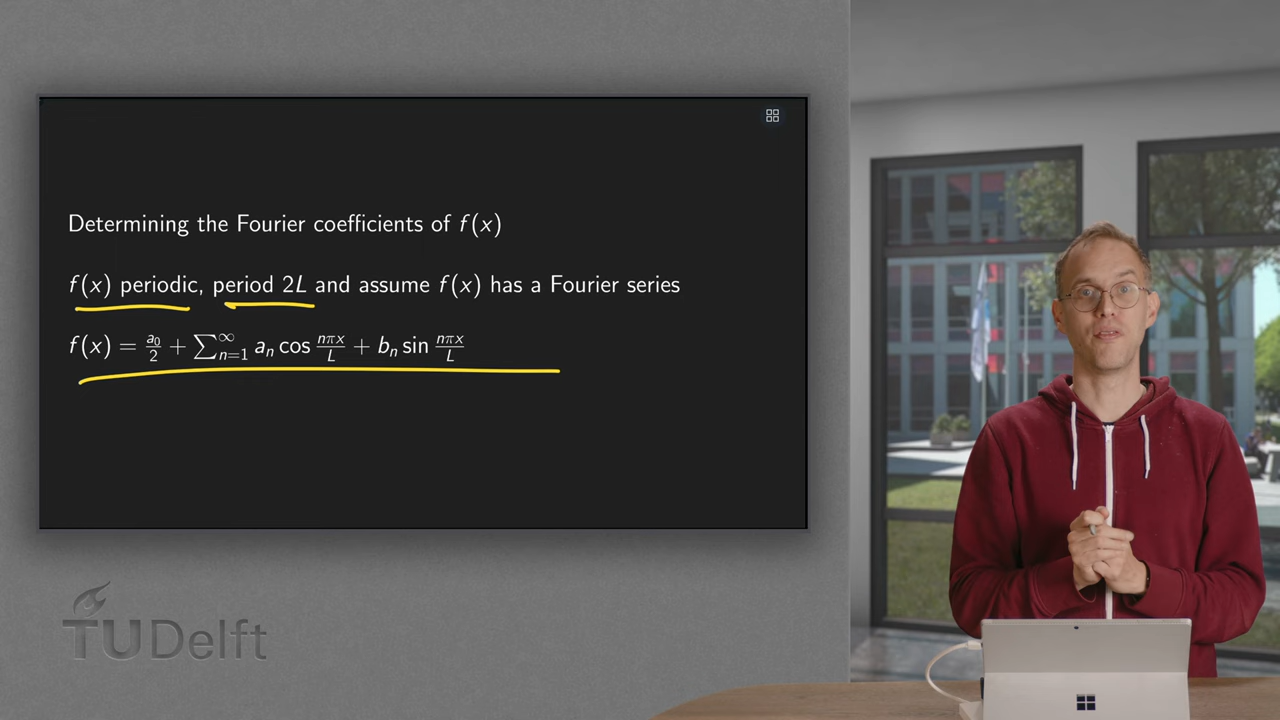 Determining the Fourier coefficients of f(x)
f(x) periodic, period 2L and assume f(x) has a Fourier series
f(x) = a₀/2 + ∑ₙ₌₁^∞ aₙ cos nπx/L + bₙ sin nπx/L
TUDelft